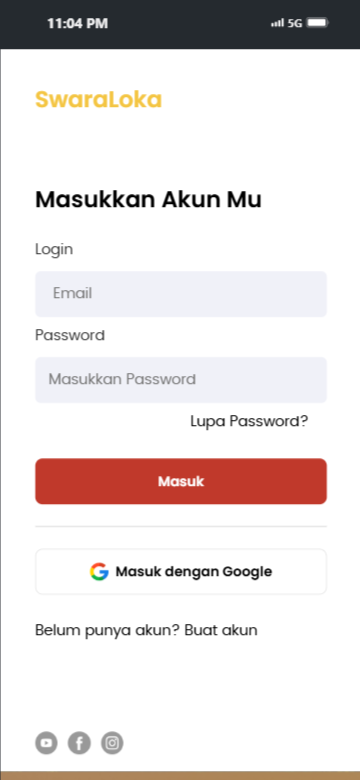 11:04 PM
5G
SwaraLoka
Masukkan Akun Mu
Login
Email
Password
Masukkan Password
Lupa Password?
Masuk
Masuk dengan Google
Belum punya akun? Buat akun